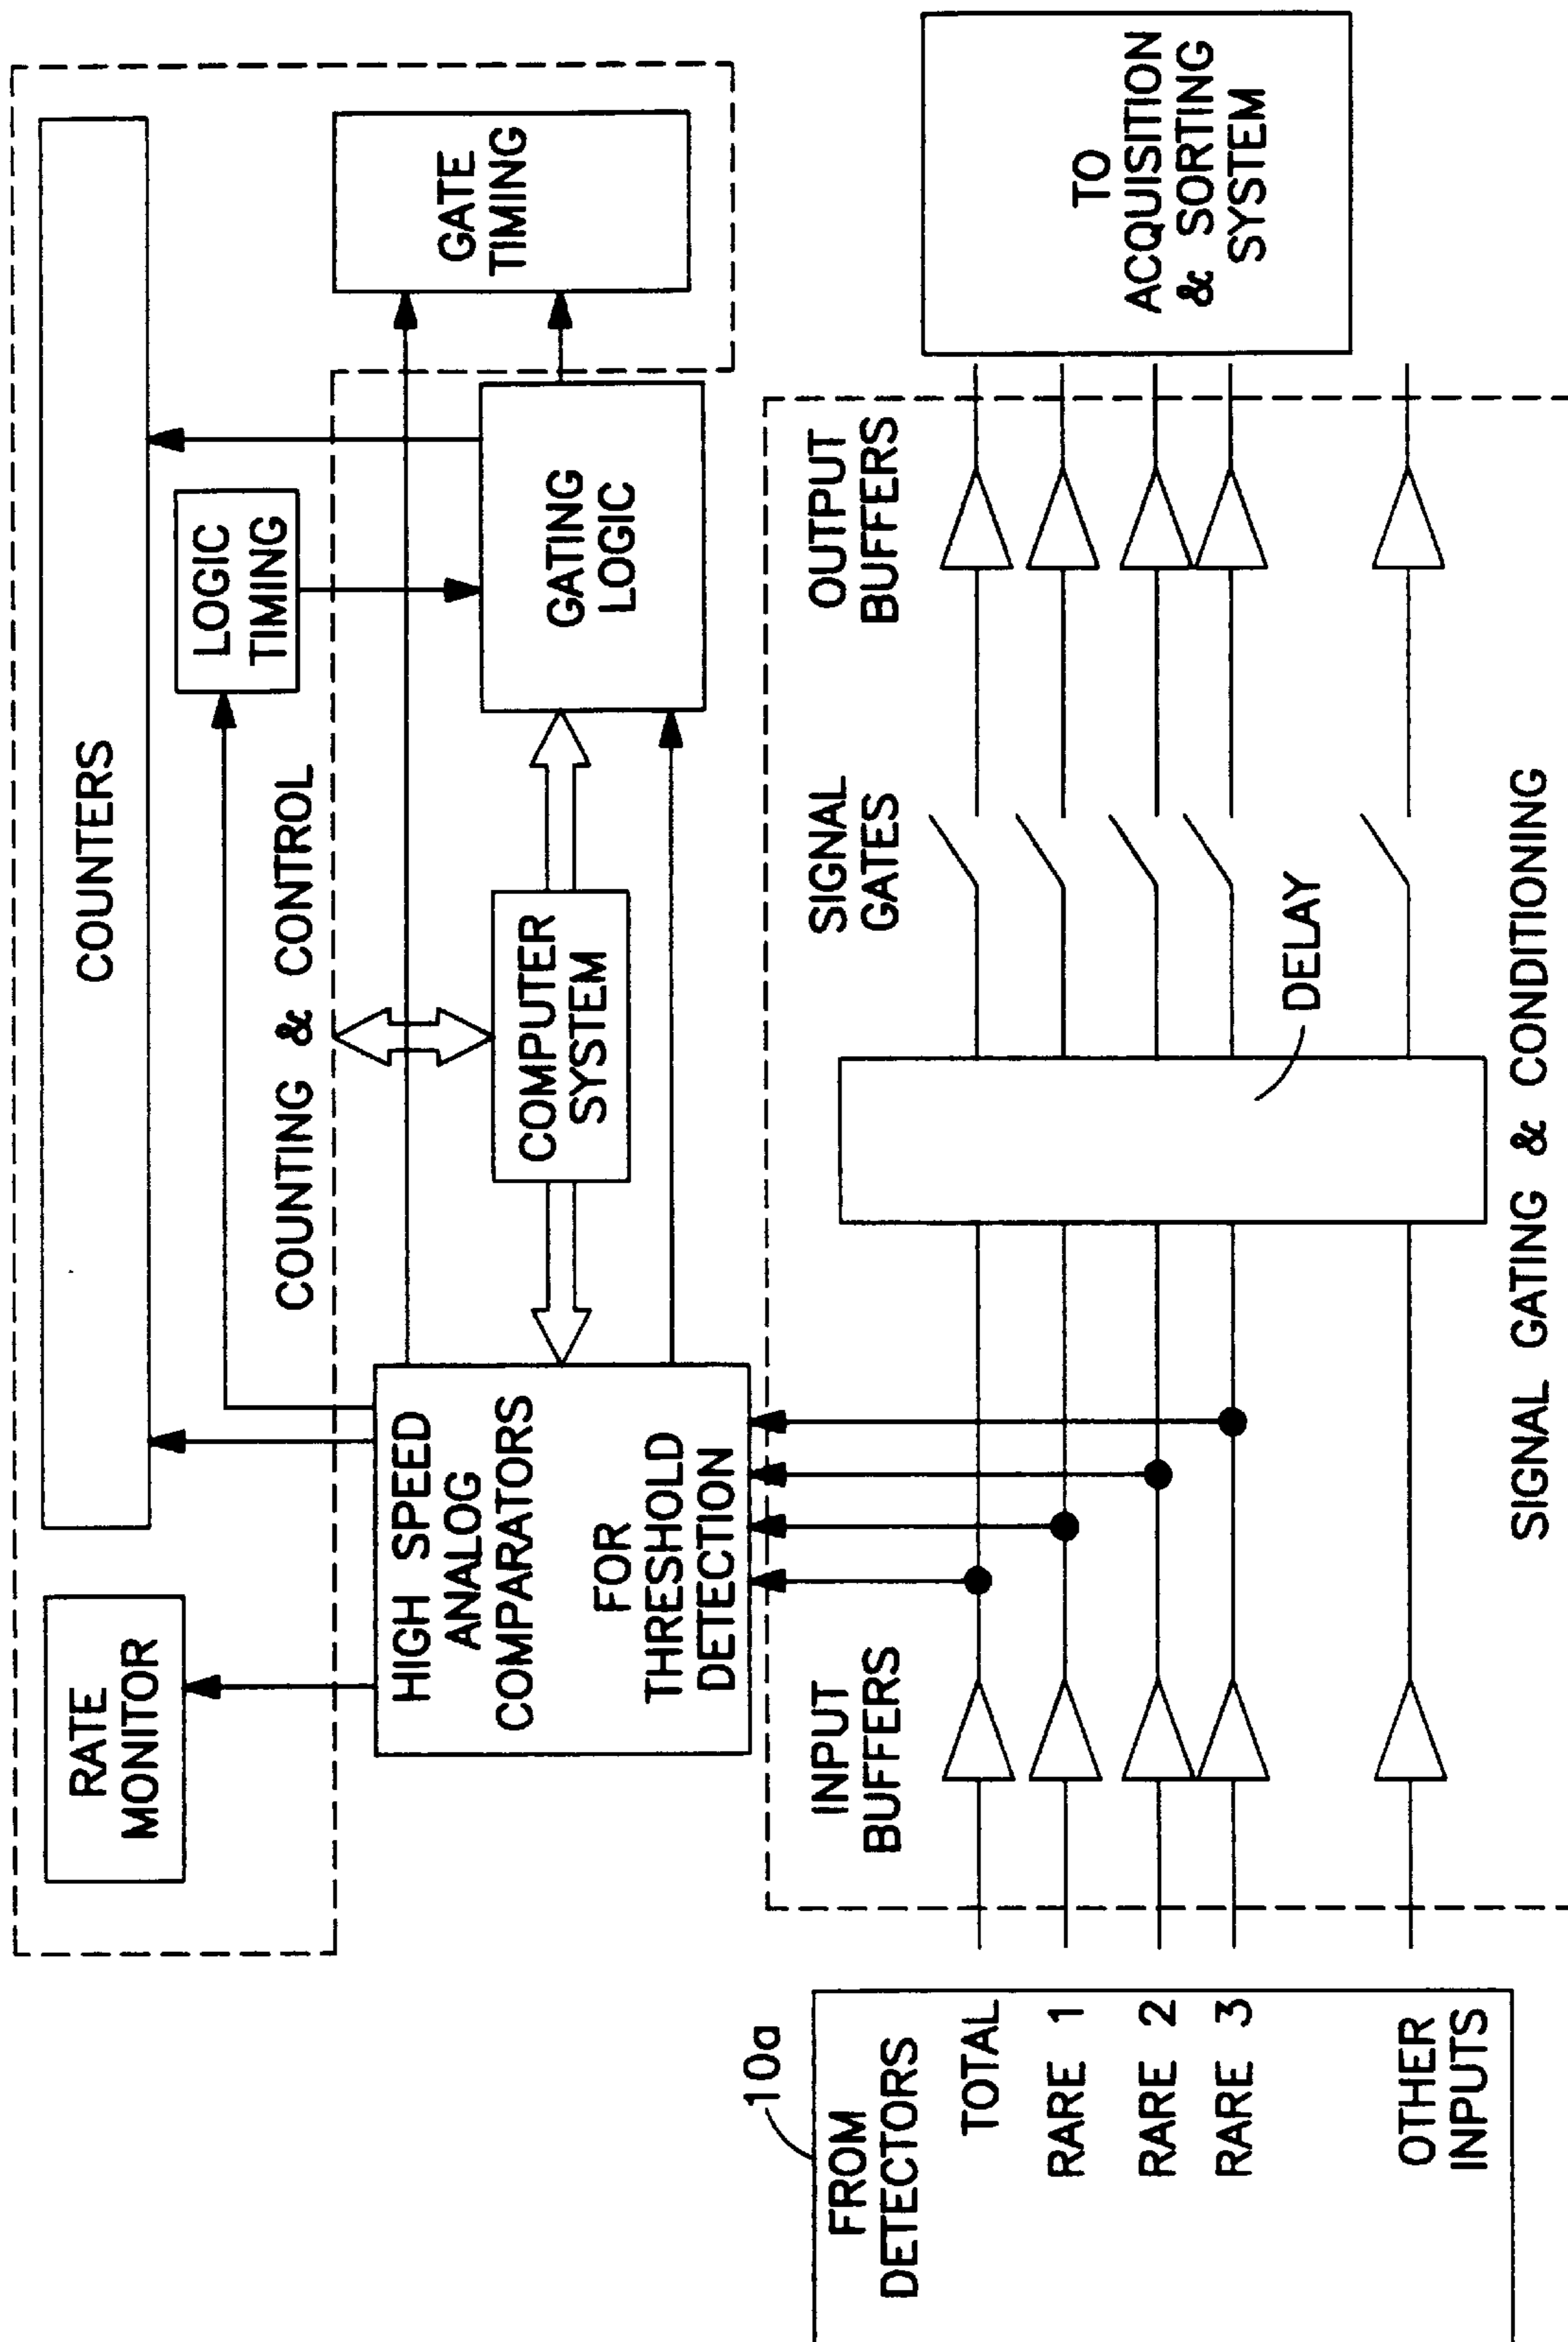 RATE
MONITOR
COUNTERS
LOGIC
TIMING
COUNTING & CONTROL
GATE
TIMING
HIGH SPEED
ANALOG
COMPARATORS
FOR
THRESHOLD
DETECTION
COMPUTER
SYSTEM
GATING
LOGIC
10a
FROM
DETECTORS
TOTAL
RARE 1
RARE 2
RARE 3
OTHER
INPUTS
INPUT
BUFFERS
DELAY
SIGNAL
GATES
OUTPUT
BUFFERS
TO
ACQUISITION
& SORTING
SYSTEM
SIGNAL GATING & CONDITIONING